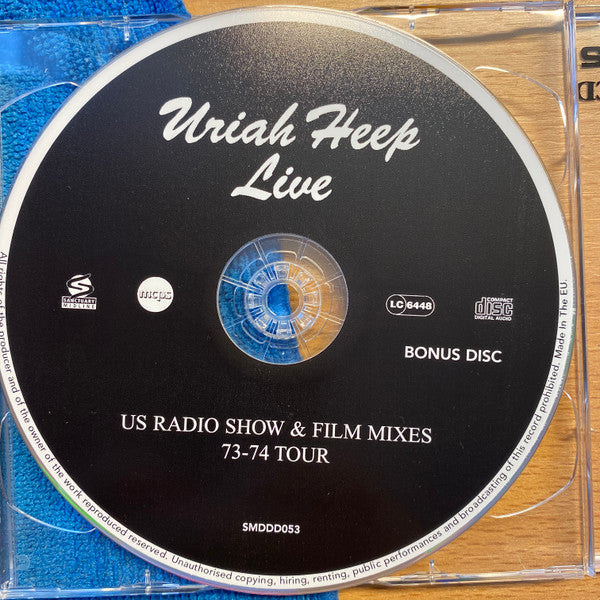 Uriah Heep
Live
SANCTUARY
MIDLINE
mcps
LC 6448
COMPACT
disc
DIGITAL AUDIO
BONUS DISC
US RADIO SHOW & FILM MIXES
73-74 TOUR
SMDDD053
All rights of the producer and of the owner of the work reproduced reserved. Unauthorised copying, hiring, renting, public performances and broadcasting of this record prohibited. Made In The EU.